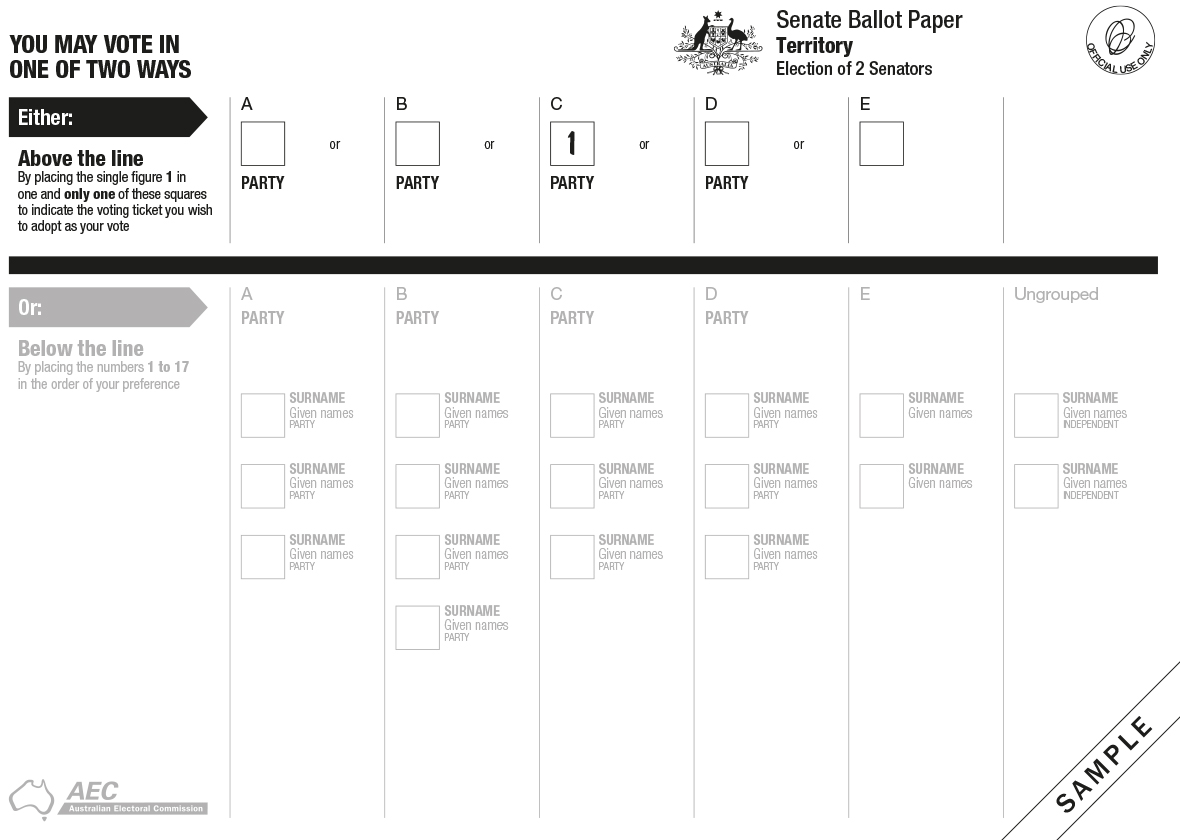 YOU MAY VOTE IN
ONE OF TWO WAYS
Senate Ballot Paper
Territory
Election of 2 Senators
OFFICIAL USE ONLY
Either:
Above the line
By placing the single figure 1 in
one and only one of these squares
to indicate the voting ticket you wish
to adopt as your vote
A
or
PARTY
B
or
PARTY
C
1
or
PARTY
D
or
PARTY
E
Or:
Below the line
By placing the numbers 1 to 17
in the order of your preference
A
PARTY
SURNAME
Given names
PARTY
SURNAME
Given names
PARTY
SURNAME
Given names
PARTY
B
PARTY
SURNAME
Given names
PARTY
SURNAME
Given names
PARTY
SURNAME
Given names
PARTY
SURNAME
Given names
PARTY
C
PARTY
SURNAME
Given names
PARTY
SURNAME
Given names
PARTY
SURNAME
Given names
PARTY
D
PARTY
SURNAME
Given names
PARTY
SURNAME
Given names
PARTY
SURNAME
Given names
PARTY
E
SURNAME
Given names
SURNAME
Given names
Ungrouped
SURNAME
Given names
INDEPENDENT
SURNAME
Given names
INDEPENDENT
AEC
Australian Electoral Commission
SAMPLE